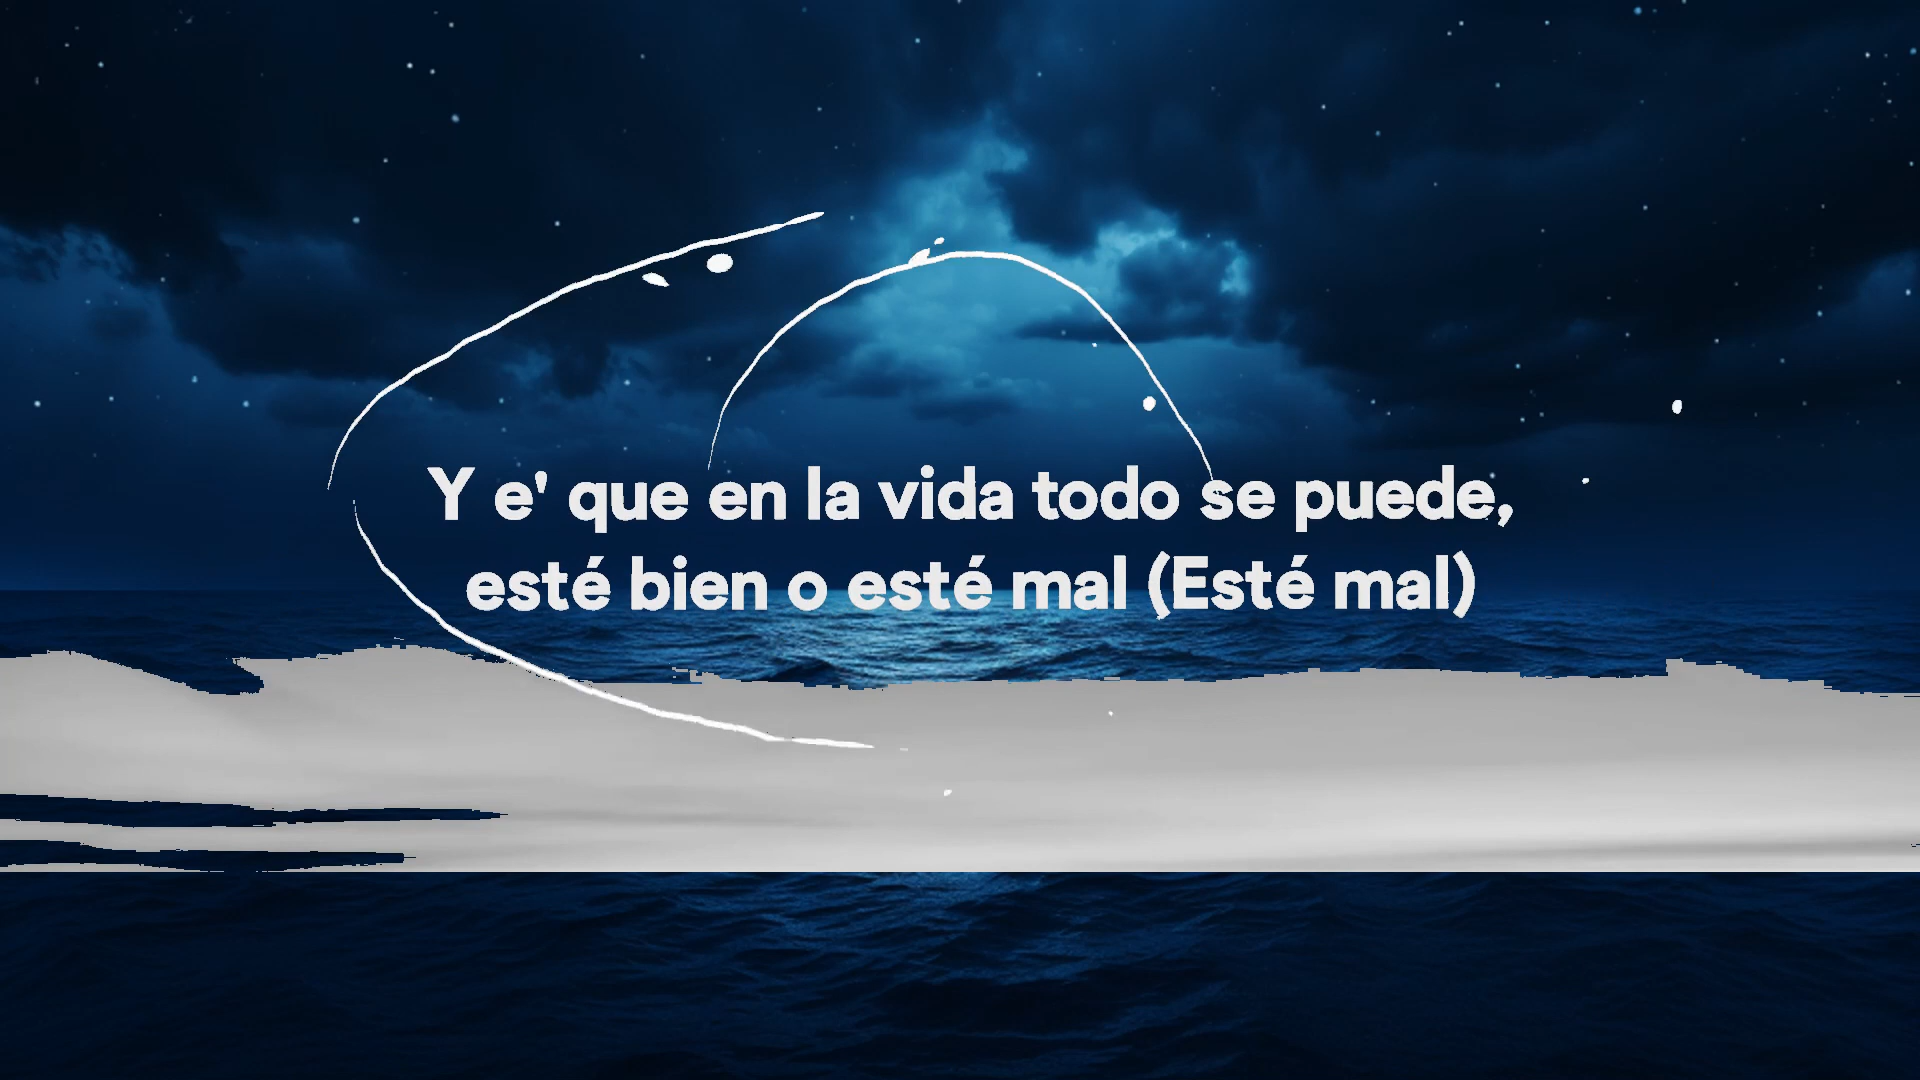 Y e' que en la vida todo se puede,
esté bien o esté mal (Esté mal)